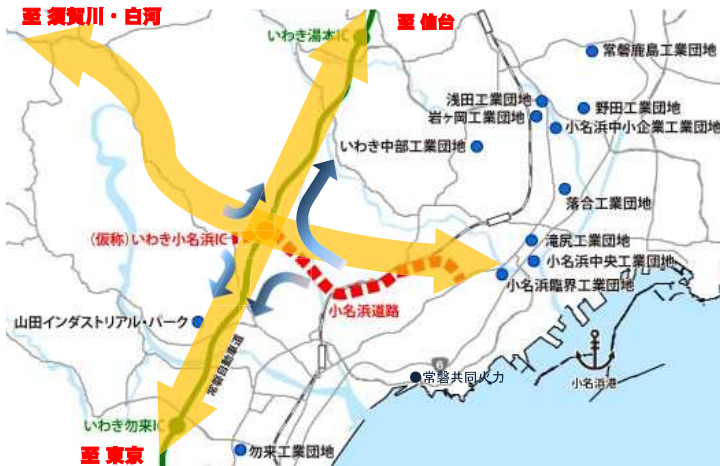 至 須賀川・白河
至 仙台
いわき湯本IC
常磐鹿島工業団地
浅田工業団地
野田工業団地
岩ヶ岡工業団地
小名浜中小企業工業団地
いわき中部工業団地
落合工業団地
(仮称)いわき小名浜IC
滝尻工業団地
小名浜中央工業団地
小名浜臨界工業団地
小名浜道路
山田インダストリアル・パーク
6
常磐共同火力
小名浜港
いわき勿来IC
勿来工業団地
至 東京